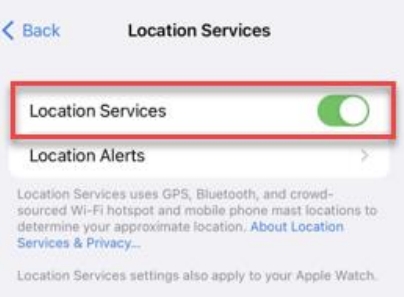 Back
Location Services
Location Services
Location Alerts
Location Services uses GPS, Bluetooth, and crowd-
sourced Wi-Fi hotspot and mobile phone mast locations to
determine your approximate location. About Location
Services & Privacy...
Location Services settings also apply to your Apple Watch.